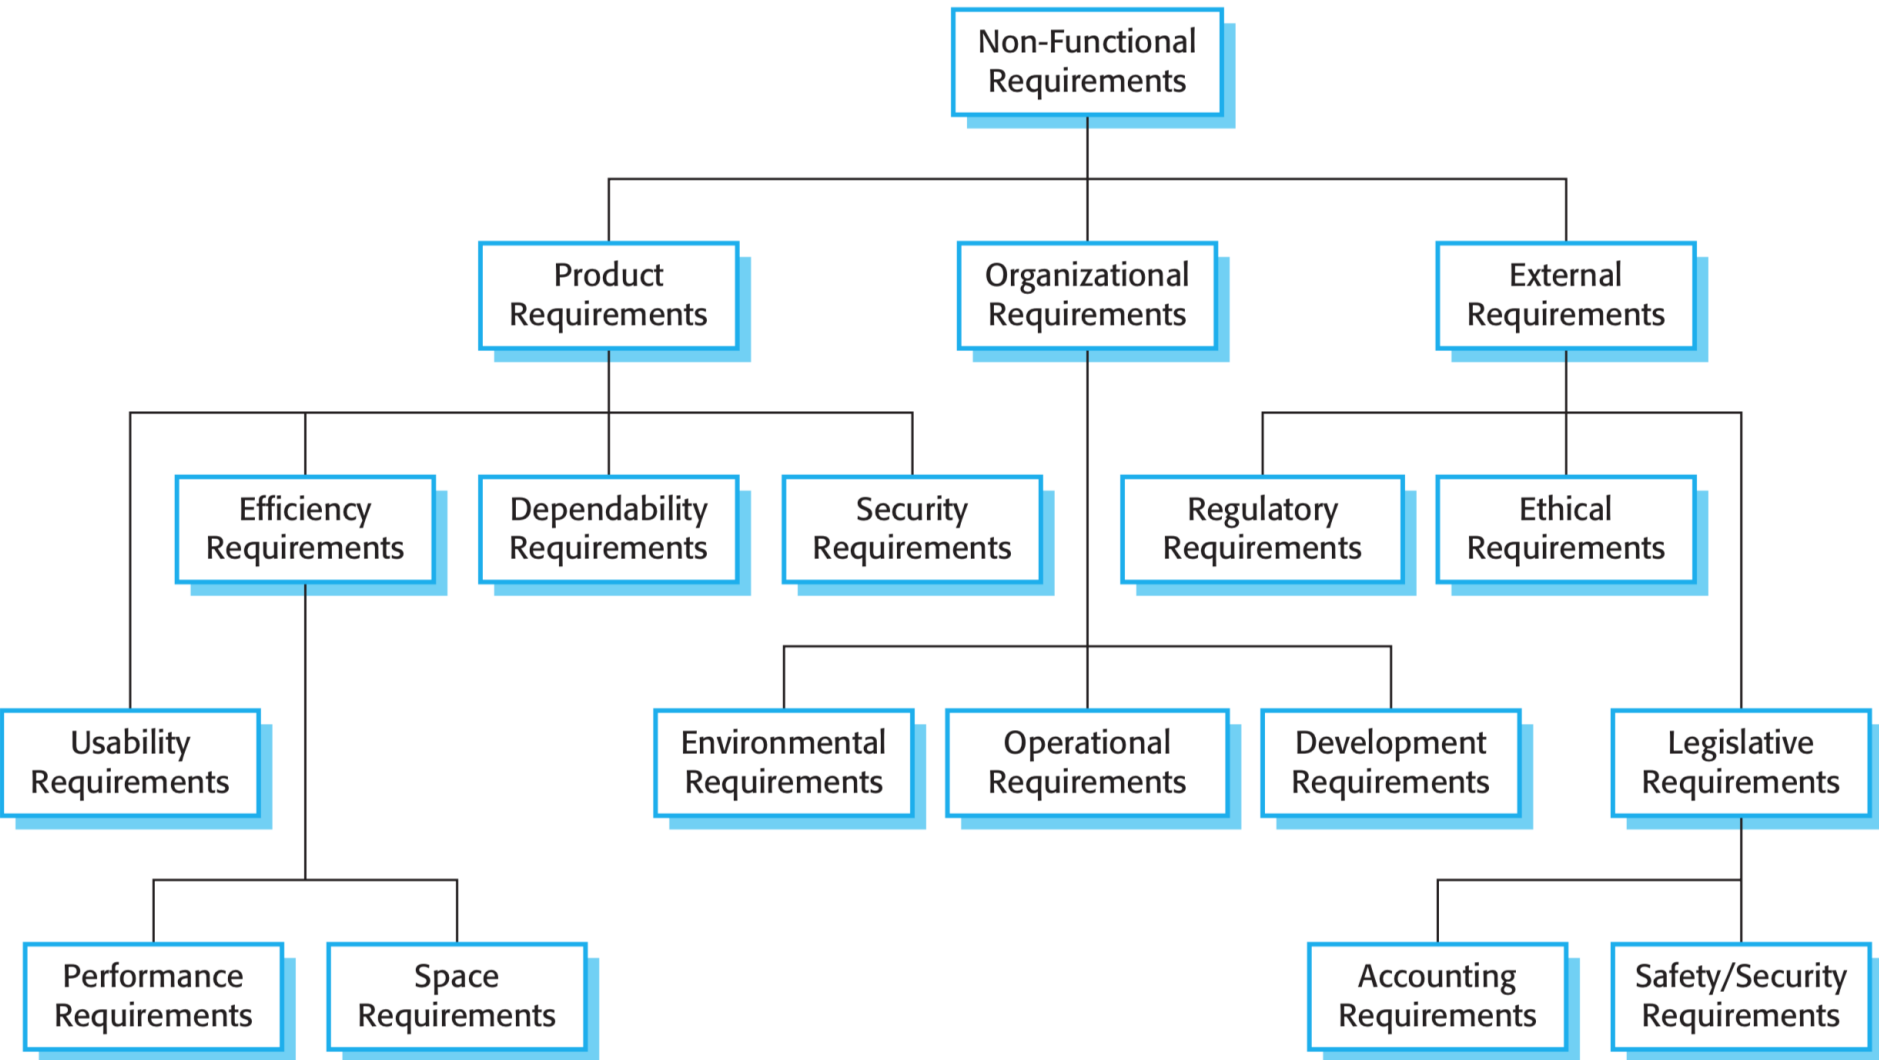 Non-Functional
Requirements
Product
Requirements
Organizational
Requirements
External
Requirements
Efficiency
Requirements
Dependability
Requirements
Security
Requirements
Regulatory
Requirements
Ethical
Requirements
Usability
Requirements
Environmental
Requirements
Operational
Requirements
Development
Requirements
Legislative
Requirements
Performance
Requirements
Space
Requirements
Accounting
Requirements
Safety/Security
Requirements